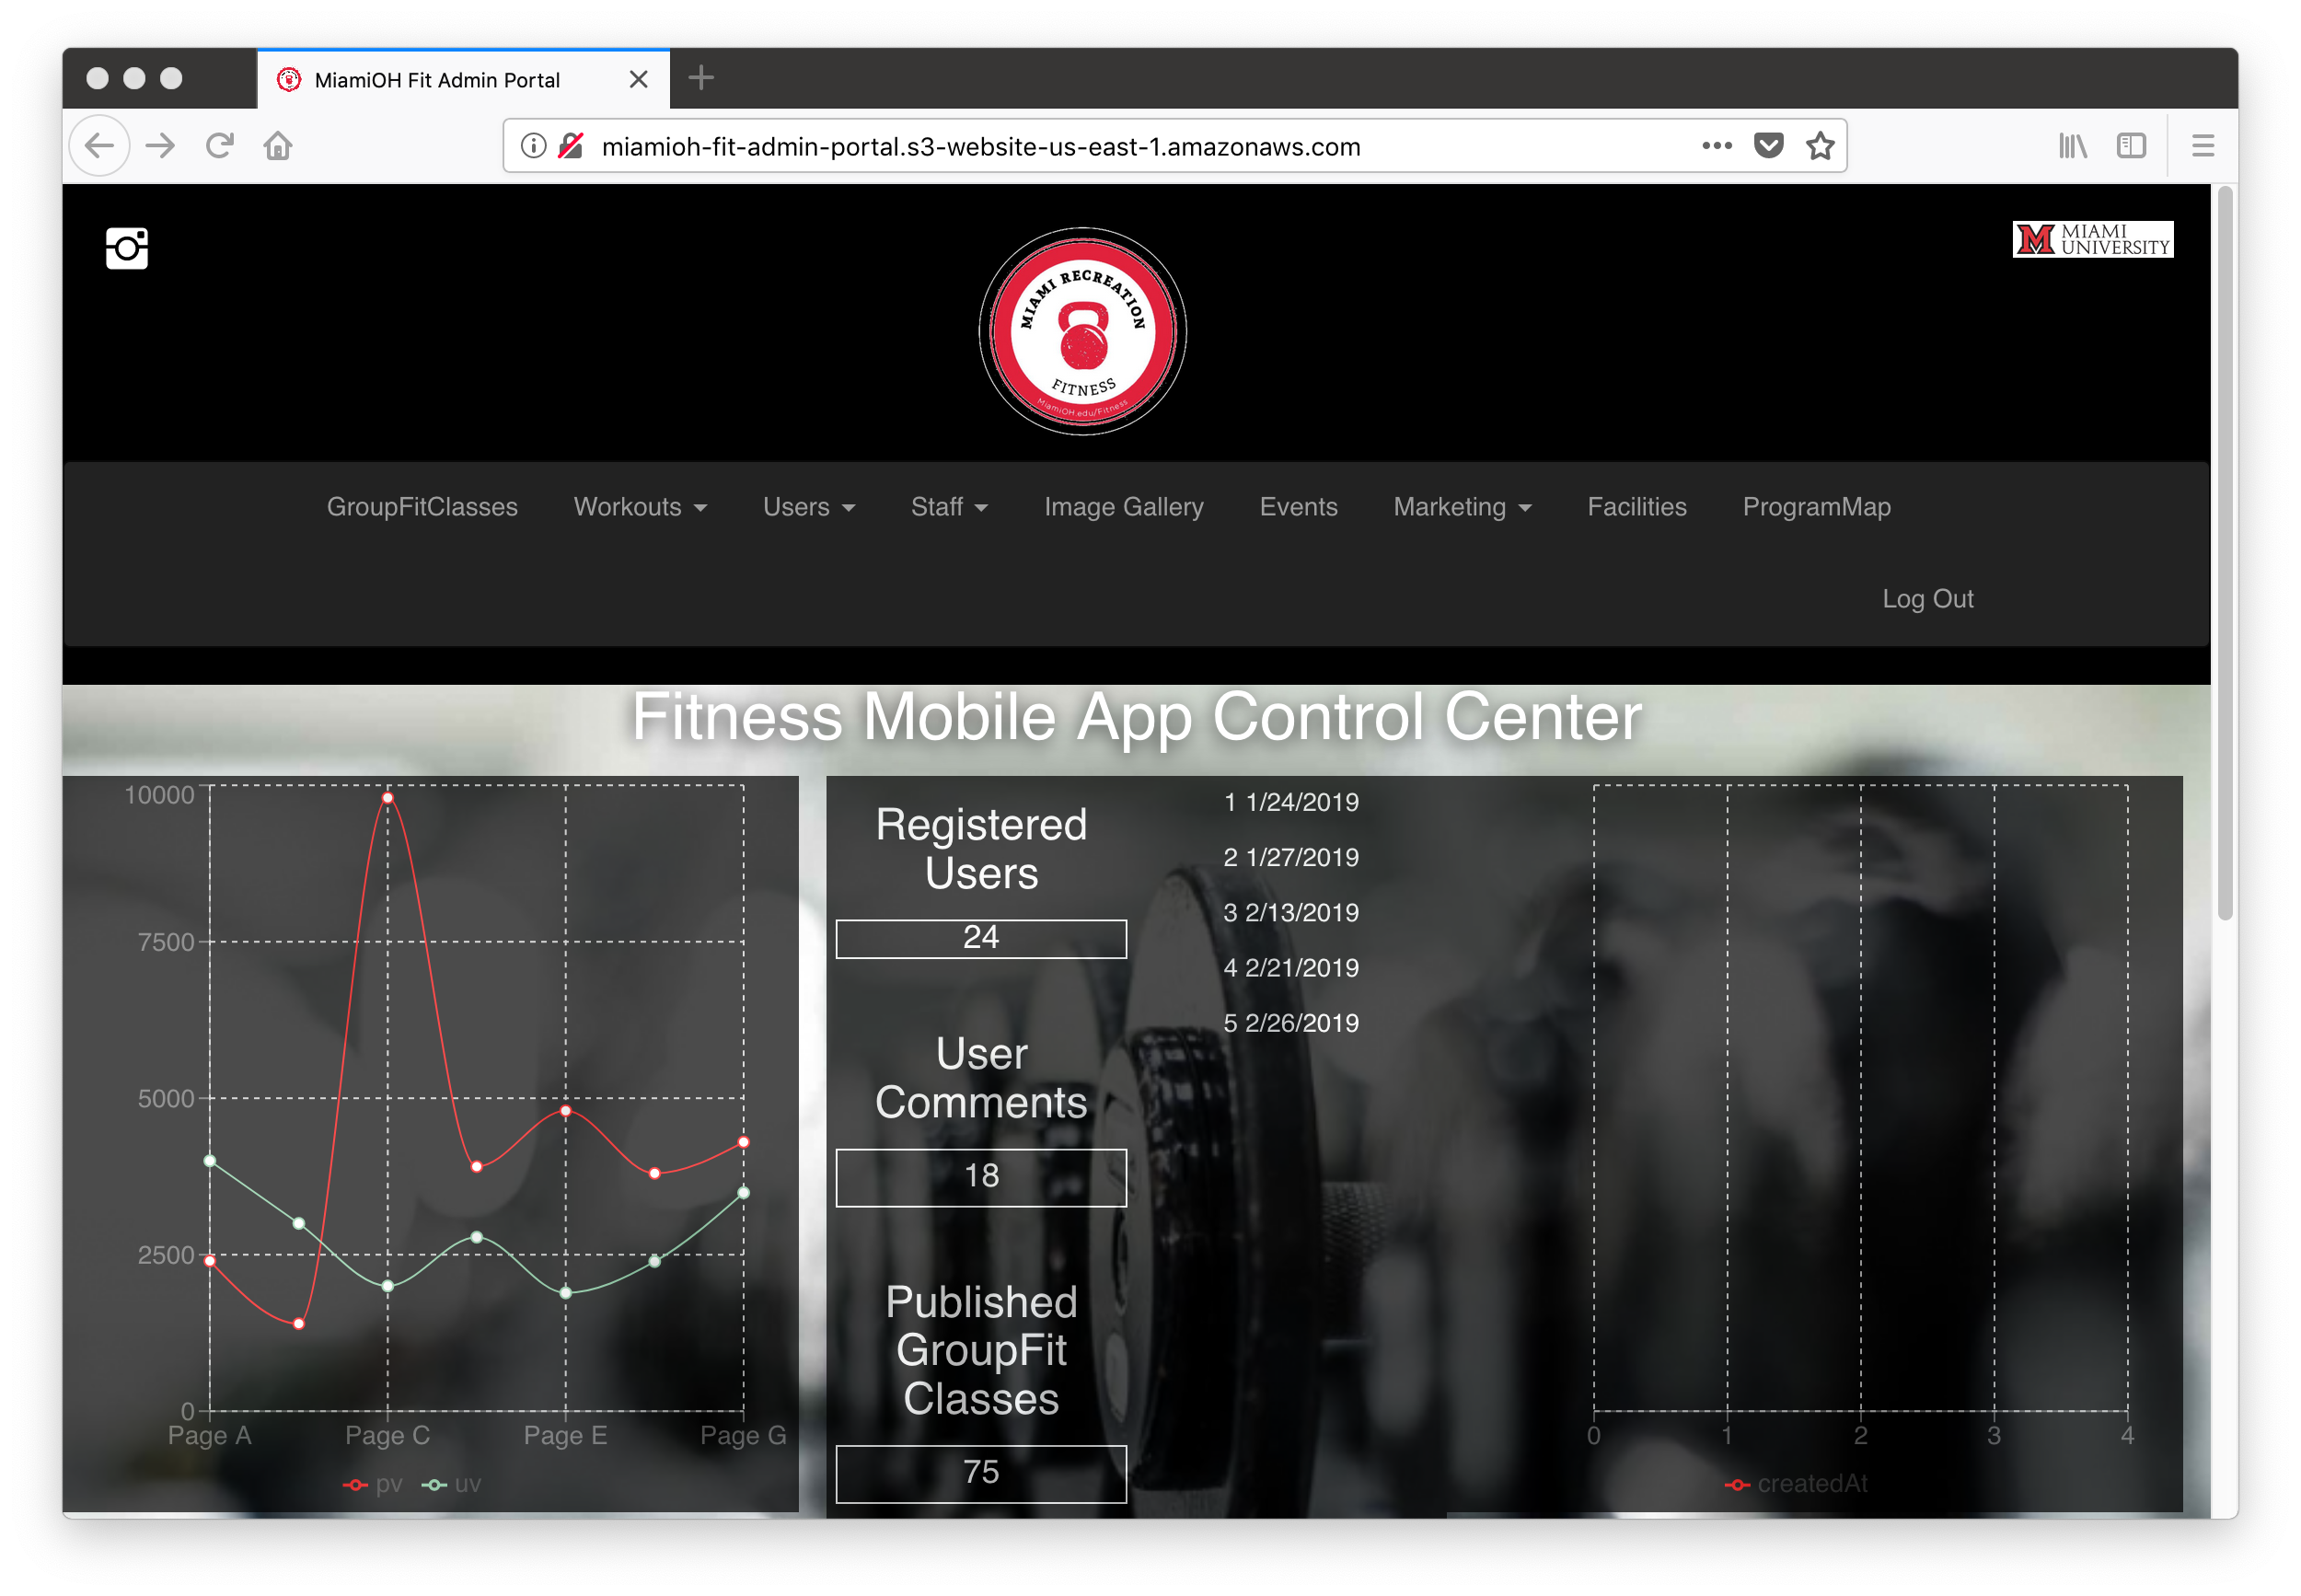 MiamiOH Fit Admin Portal
miamioh-fit-admin-portal.s3-website-us-east-1.amazonaws.com
MIAMI RECREATION
FITNESS
MiamiOH.edu/Fitness
M MIAMI
UNIVERSITY
GroupFitClasses Workouts Users Staff Image Gallery Events Marketing Facilities ProgramMap
Log Out
Fitness Mobile App Control Center
10000
7500
5000
2500
0
Page A Page C Page E Page G
pv uv
Registered
Users
24
User
Comments
18
Published
GroupFit
Classes
75
1 1/24/2019
2 1/27/2019
3 2/13/2019
4 2/21/2019
5 2/26/2019
0 1 2 3 4
createdAt